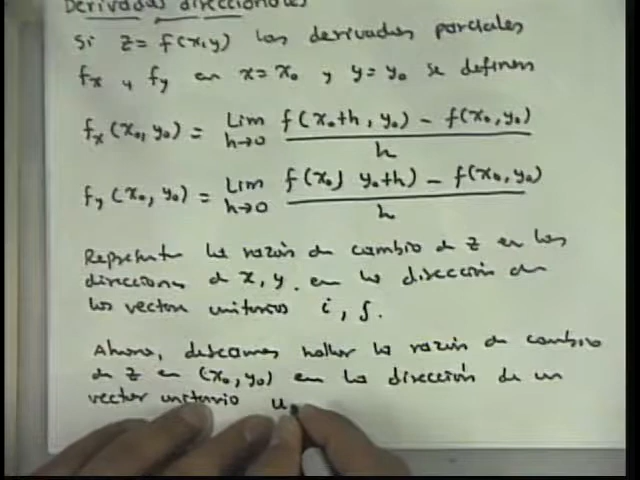 Derivadas direccionales
Si z = f(x,y) las derivadas parciales
fx y fy en x = x₀ y y = y₀ se definen
fx (x₀, y₀) = Lim h→0 f(x₀+h, y₀) − f(x₀, y₀) / h
fy (x₀, y₀) = Lim h→0 f(x₀, y₀+h) − f(x₀, y₀) / h
Representan la razón de cambio de z en las
direcciones de x, y. en la dirección de
los vectores unitarios i, j.
Ahora, deseamos hallar la razón de cambio
de z en (x₀, y₀) en la dirección de un
vector unitario u